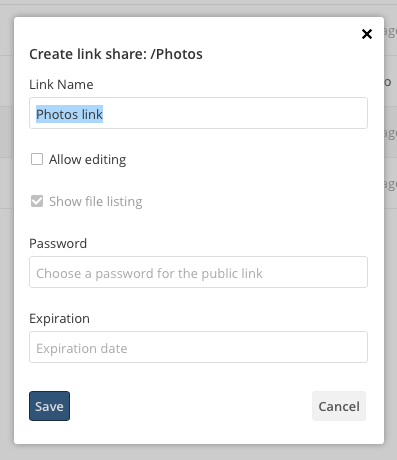 Create link share: /Photos
Link Name
Photos link
Allow editing
Show file listing
Password
Choose a password for the public link
Expiration
Expiration date
Save
Cancel